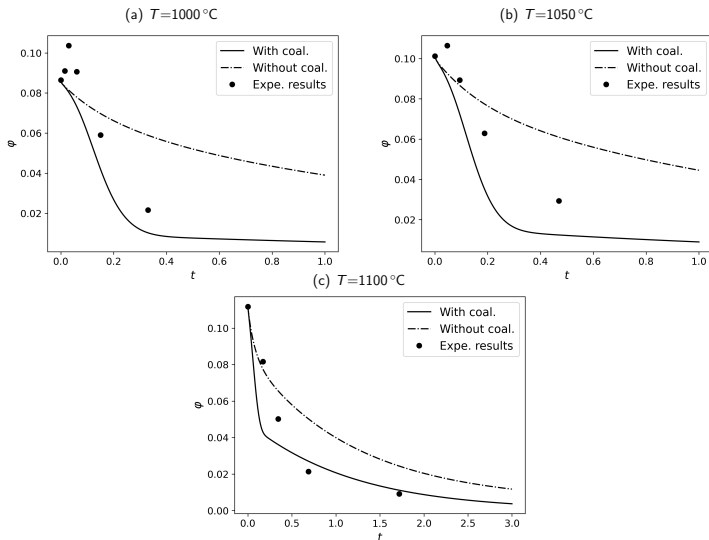 (a) T=1000°C
(b) T=1050°C
With coal.
Without coal.
Expe. results
0.10
0.08
0.06
0.04
0.02
φ
0.0 0.2 0.4 0.6 0.8 1.0
t
With coal.
Without coal.
Expe. results
0.10
0.08
0.06
0.04
0.02
φ
0.0 0.2 0.4 0.6 0.8 1.0
t
(c) T=1100°C
With coal.
Without coal.
Expe. results
0.10
0.08
0.06
0.04
0.02
0.00
φ
0.0 0.5 1.0 1.5 2.0 2.5 3.0
t